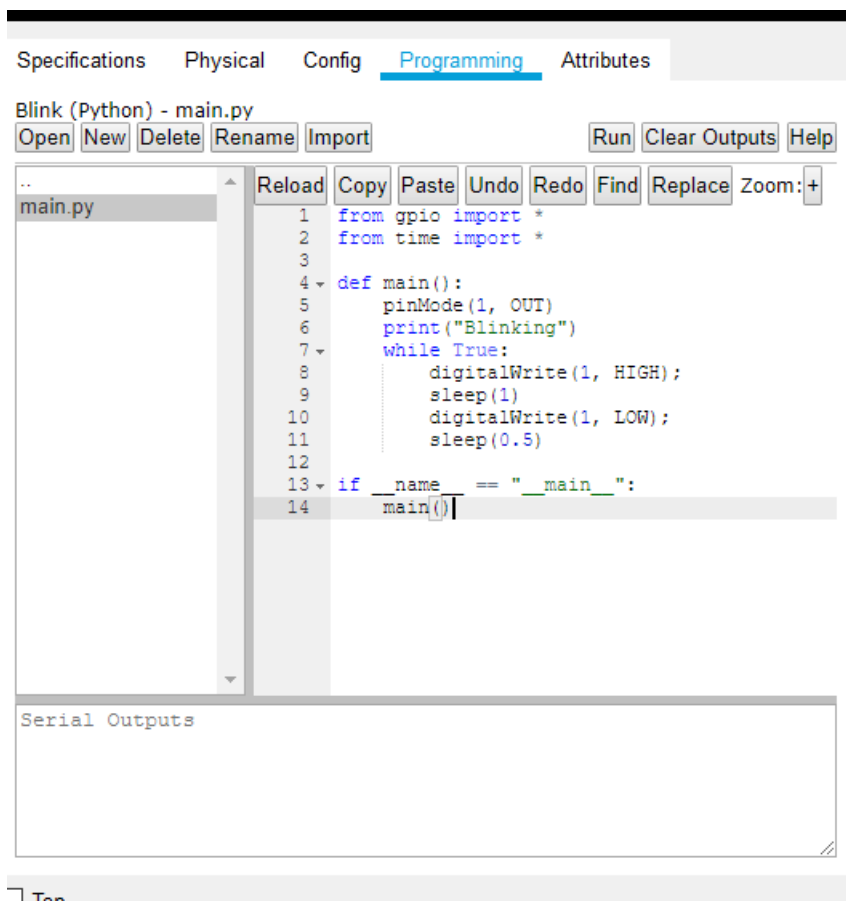 Specifications Physical Config Programming Attributes
Blink (Python) - main.py
Open New Delete Rename Import Run Clear Outputs Help
..
main.py
Reload Copy Paste Undo Redo Find Replace Zoom: +
1 from gpio import *
2 from time import *
3
4 def main():
5     pinMode(1, OUT)
6     print("Blinking")
7     while True:
8         digitalWrite(1, HIGH);
9         sleep(1)
10         digitalWrite(1, LOW);
11         sleep(0.5)
12
13 if __name__ == "__main__":
14     main()
Serial Outputs
Top